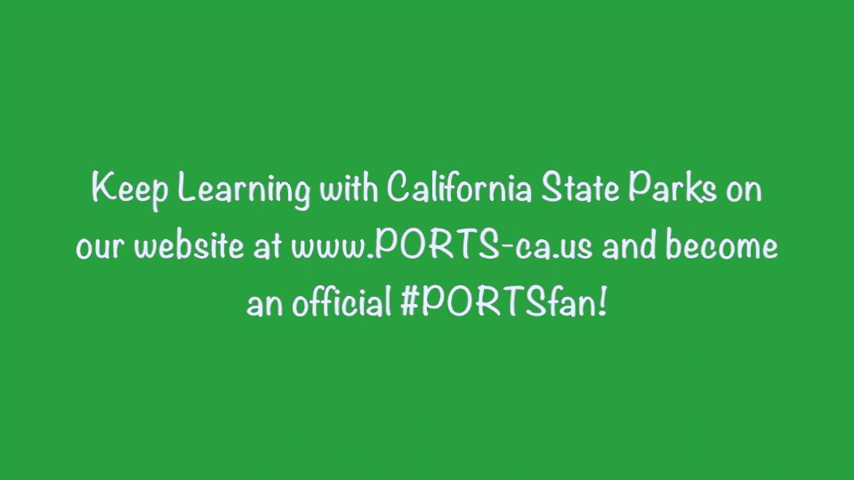 Keep Learning with California State Parks on
our website at www.PORTS-ca.us and become
an official #PORTSfan!